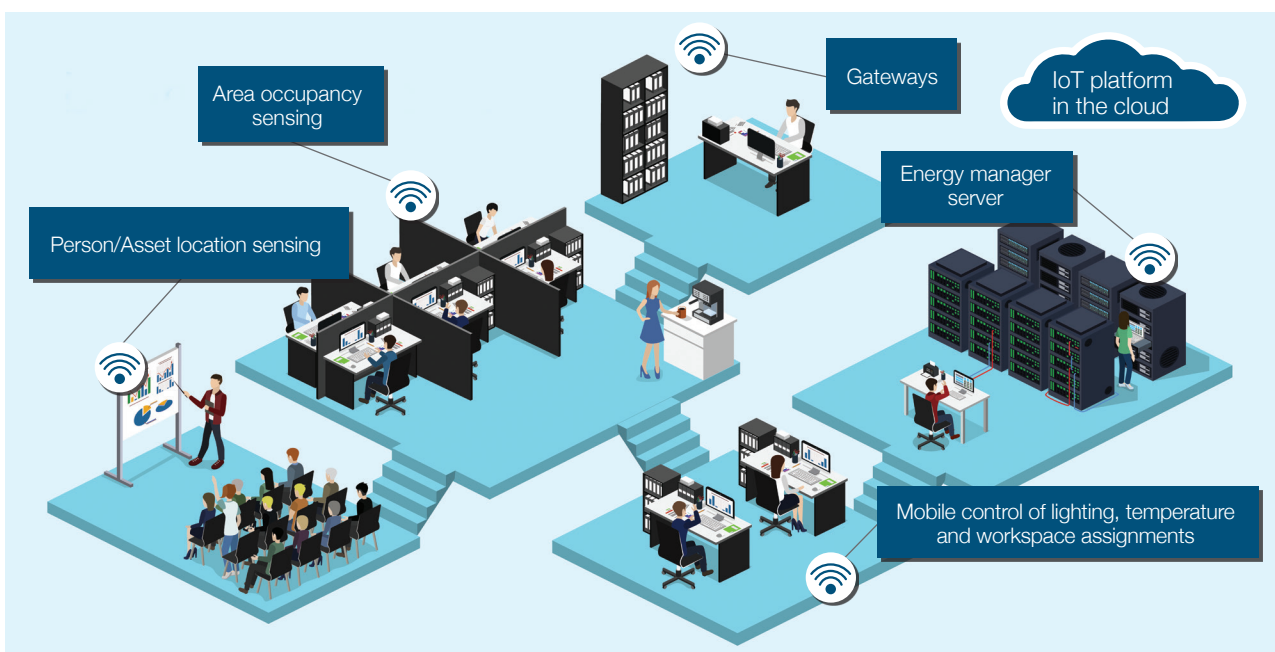 Gateways
IoT platform
in the cloud
Area occupancy
sensing
Energy manager
server
Person/Asset location sensing
Mobile control of lighting, temperature
and workspace assignments